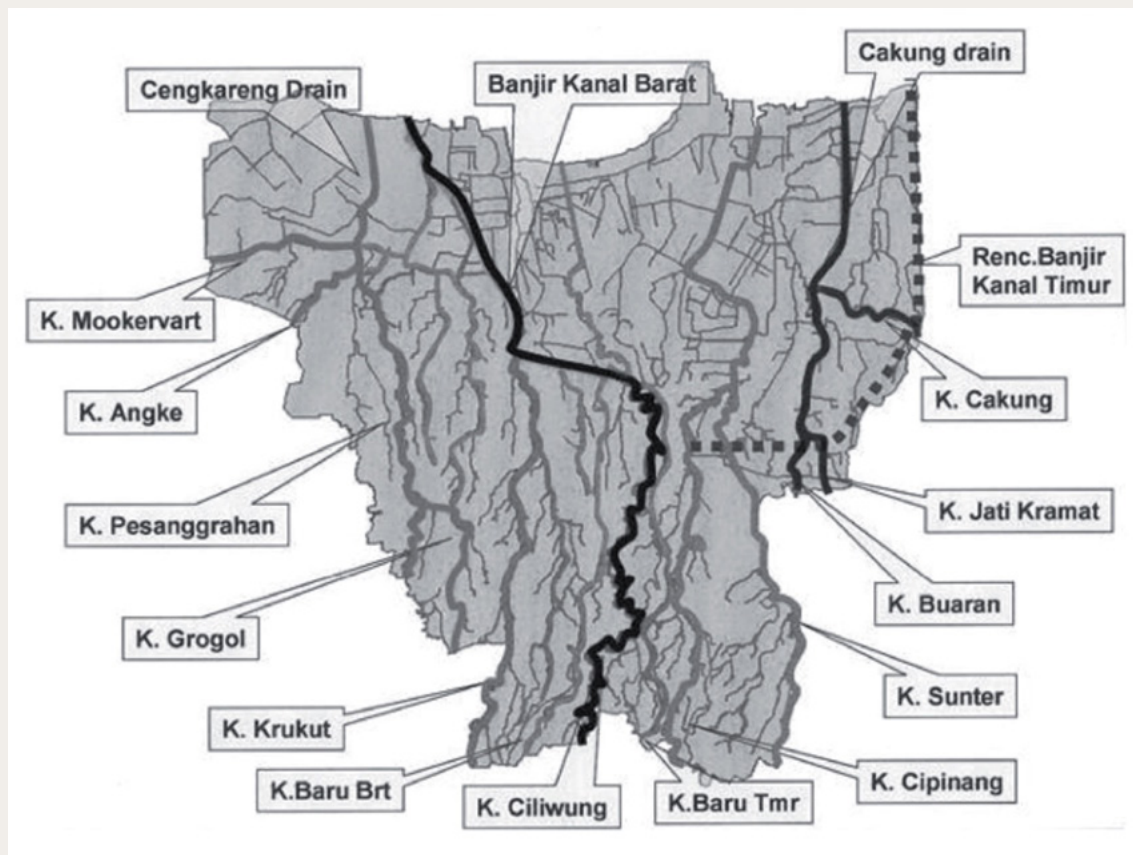 Cakung drain
Cengkareng Drain
Banjir Kanal Barat
Renc.Banjir
Kanal Timur
K. Mookervart
K. Angke
K. Cakung
K. Pesanggrahan
K. Jati Kramat
K. Buaran
K. Grogol
K. Sunter
K. Krukut
K.Baru Brt
K. Ciliwung
K.Baru Tmr
K. Cipinang